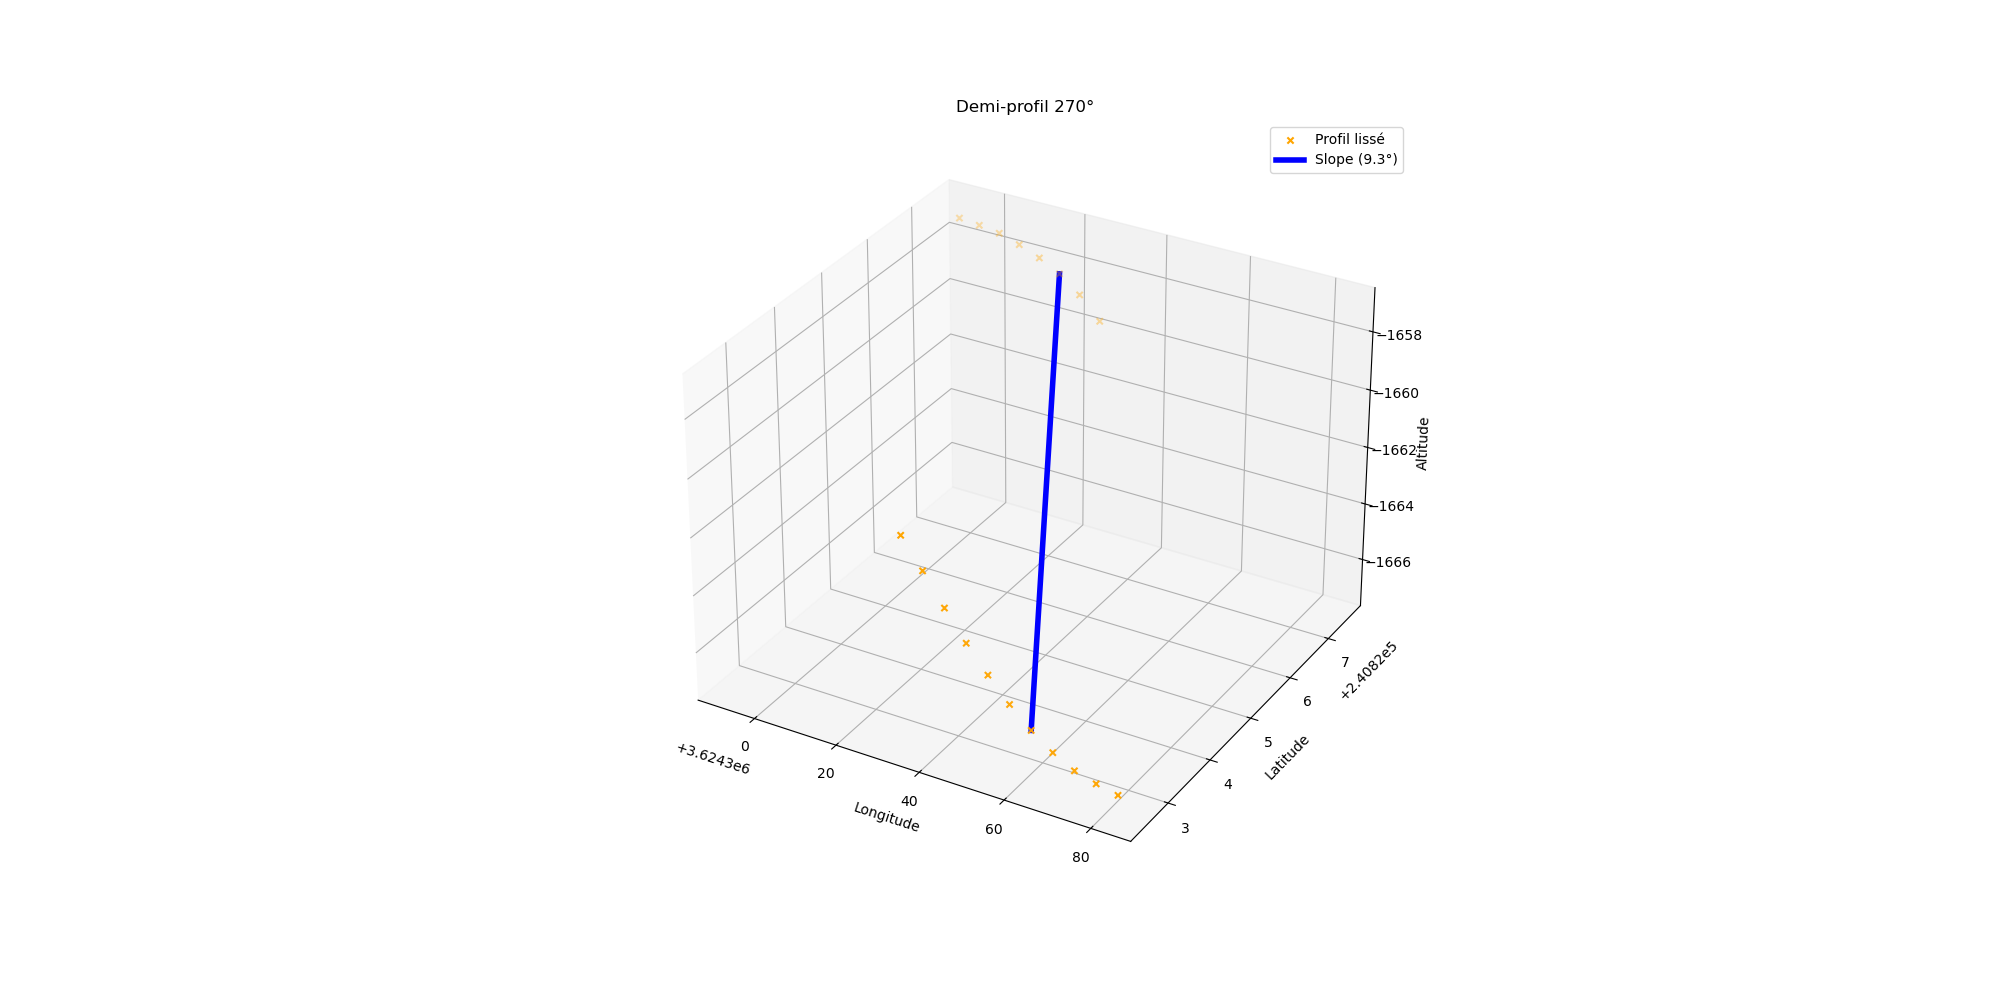 Demi-profil 270°
Profil lissé
Slope (9.3°)
−1658
−1660
−1662
−1664
−1666
Altitude
7
6
5
4
3
+2.4082e5
Latitude
0
20
40
60
80
+3.6243e6
Longitude